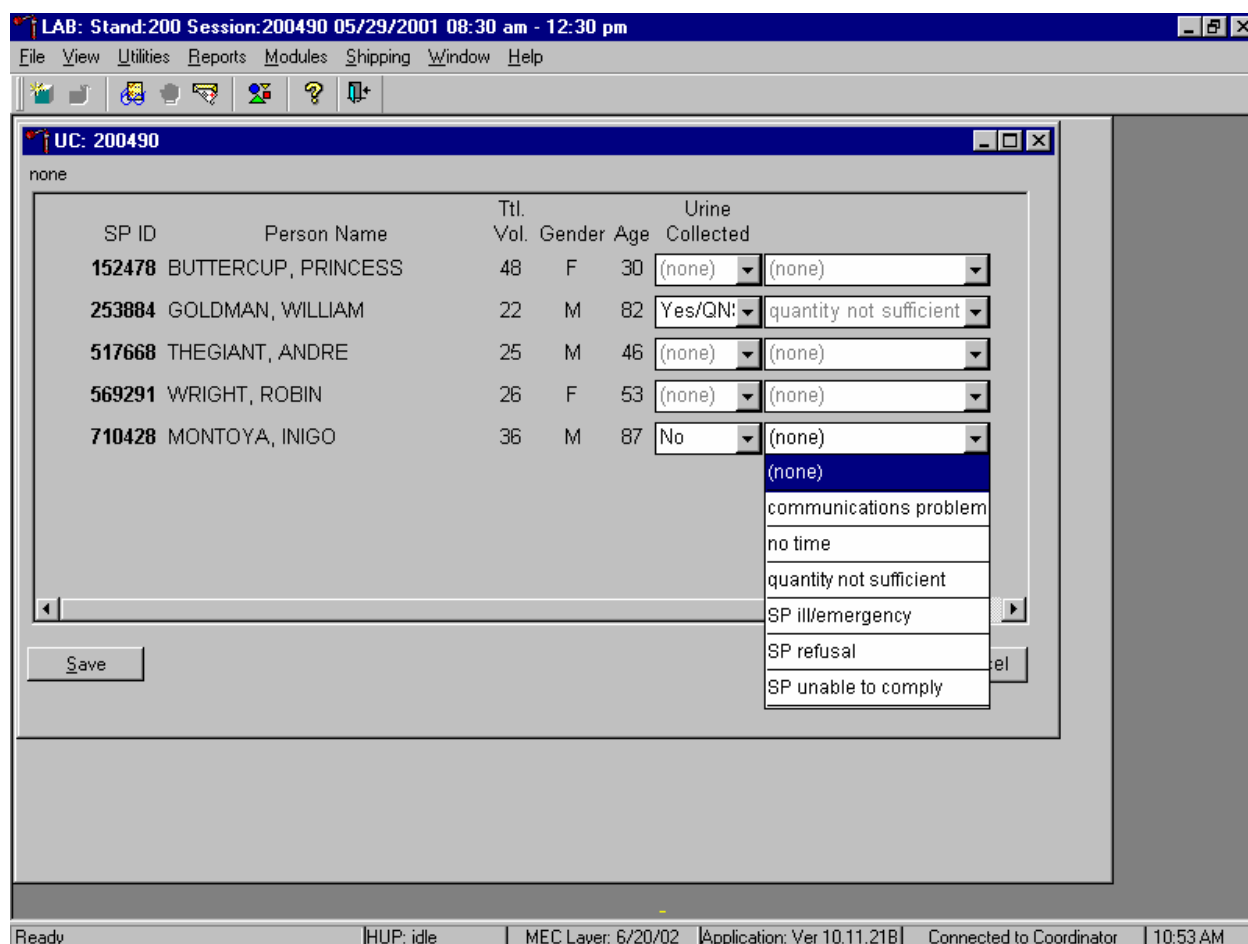 LAB: Stand:200 Session:200490 05/29/2001 08:30 am - 12:30 pm
File View Utilities Reports Modules Shipping Window Help
UC: 200490
none
Ttl. Urine
SP ID Person Name Vol. Gender Age Collected
152478 BUTTERCUP, PRINCESS 48 F 30 (none) (none)
253884 GOLDMAN, WILLIAM 22 M 82 Yes/QN quantity not sufficient
517668 THEGIANT, ANDRE 25 M 46 (none) (none)
569291 WRIGHT, ROBIN 26 F 53 (none) (none)
710428 MONTOYA, INIGO 36 M 87 No (none)
(none)
communications problem
no time
quantity not sufficient
SP ill/emergency
SP refusal
SP unable to comply
Save cel
Ready HUP: idle MEC Layer: 6/20/02 Application: Ver 10.11.21B Connected to Coordinator 10:53 AM